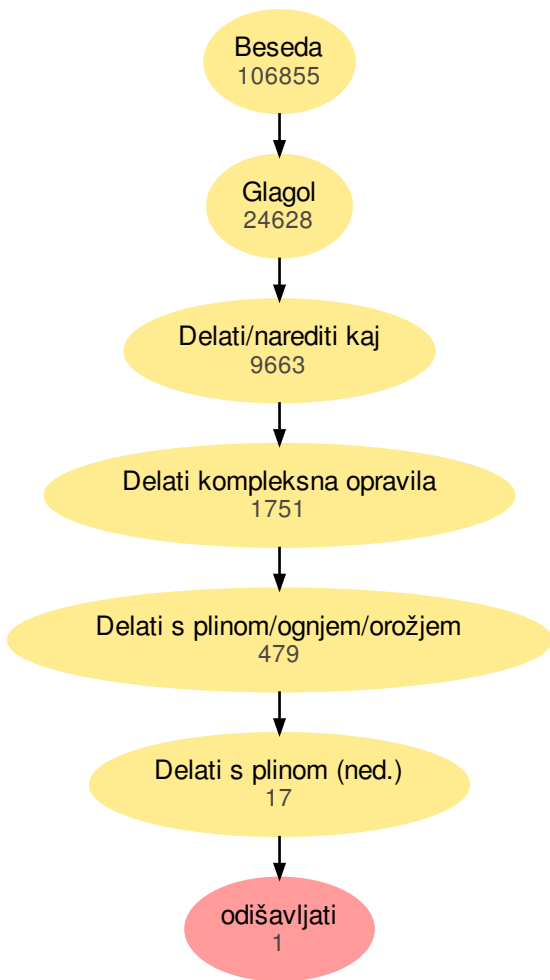 Beseda
106855
Glagol
24628
Delati/narediti kaj
9663
Delati kompleksna opravila
1751
Delati s plinom/ognjem/orožjem
479
Delati s plinom (ned.)
17
odišavljati
1